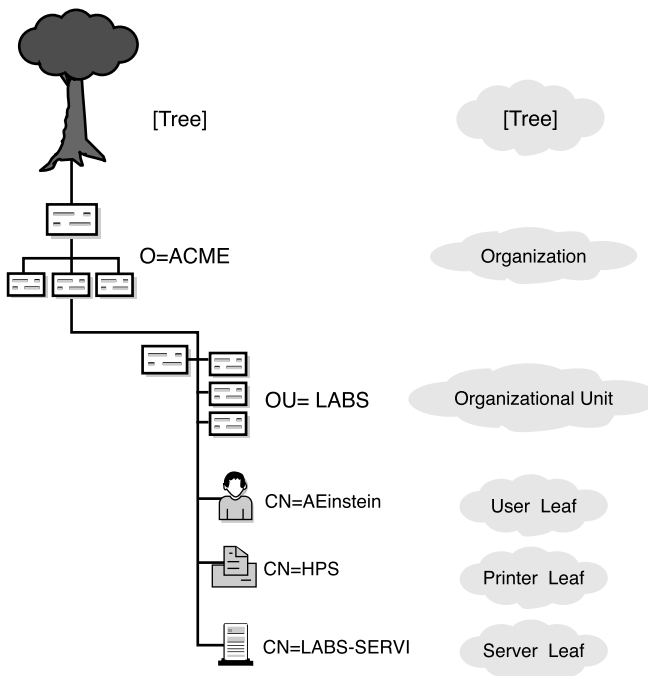 [Tree]
[Tree]
O=ACME
Organization
OU= LABS
Organizational Unit
CN=AEinstein
User Leaf
CN=HPS
Printer Leaf
CN=LABS-SERVI
Server Leaf